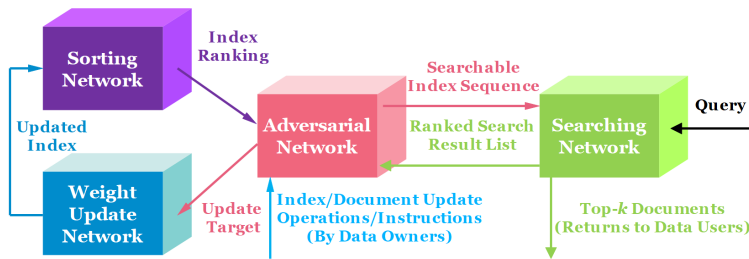 Sorting
Network
Index
Ranking
Updated
Index
Weight
Update
Network
Update
Target
Adversarial
Network
Searchable
Index Sequence
Ranked Search
Result List
Index/Document Update
Operations/Instructions
(By Data Owners)
Searching
Network
Query
Top-k Documents
(Returns to Data Users)